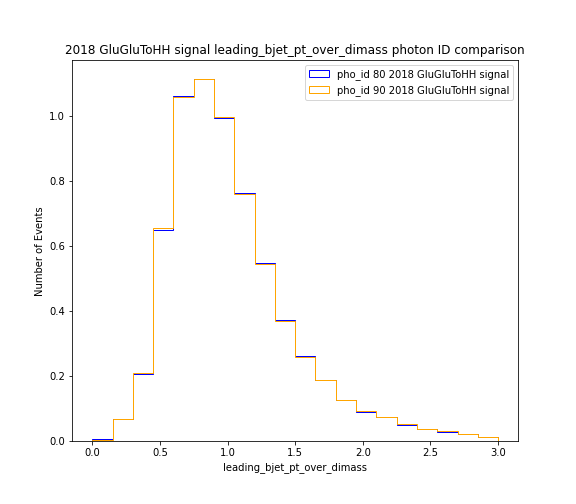 2018 GluGluToHH signal leading_bjet_pt_over_dimass photon ID comparison
pho_id 80 2018 GluGluToHH signal
pho_id 90 2018 GluGluToHH signal
Number of Events
1.0
0.8
0.6
0.4
0.2
0.0
0.0 0.5 1.0 1.5 2.0 2.5 3.0
leading_bjet_pt_over_dimass